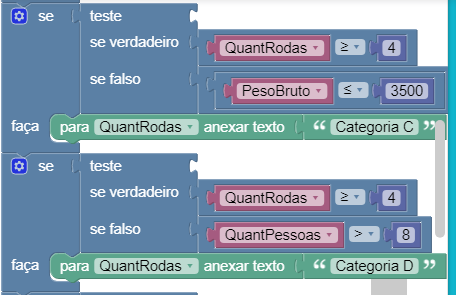 se teste
se verdadeiro QuantRodas ≥ 4
se falso PesoBruto ≤ 3500
faça para QuantRodas anexar texto “ Categoria C ”
se teste
se verdadeiro QuantRodas ≥ 4
se falso QuantPessoas > 8
faça para QuantRodas anexar texto “ Categoria D ”